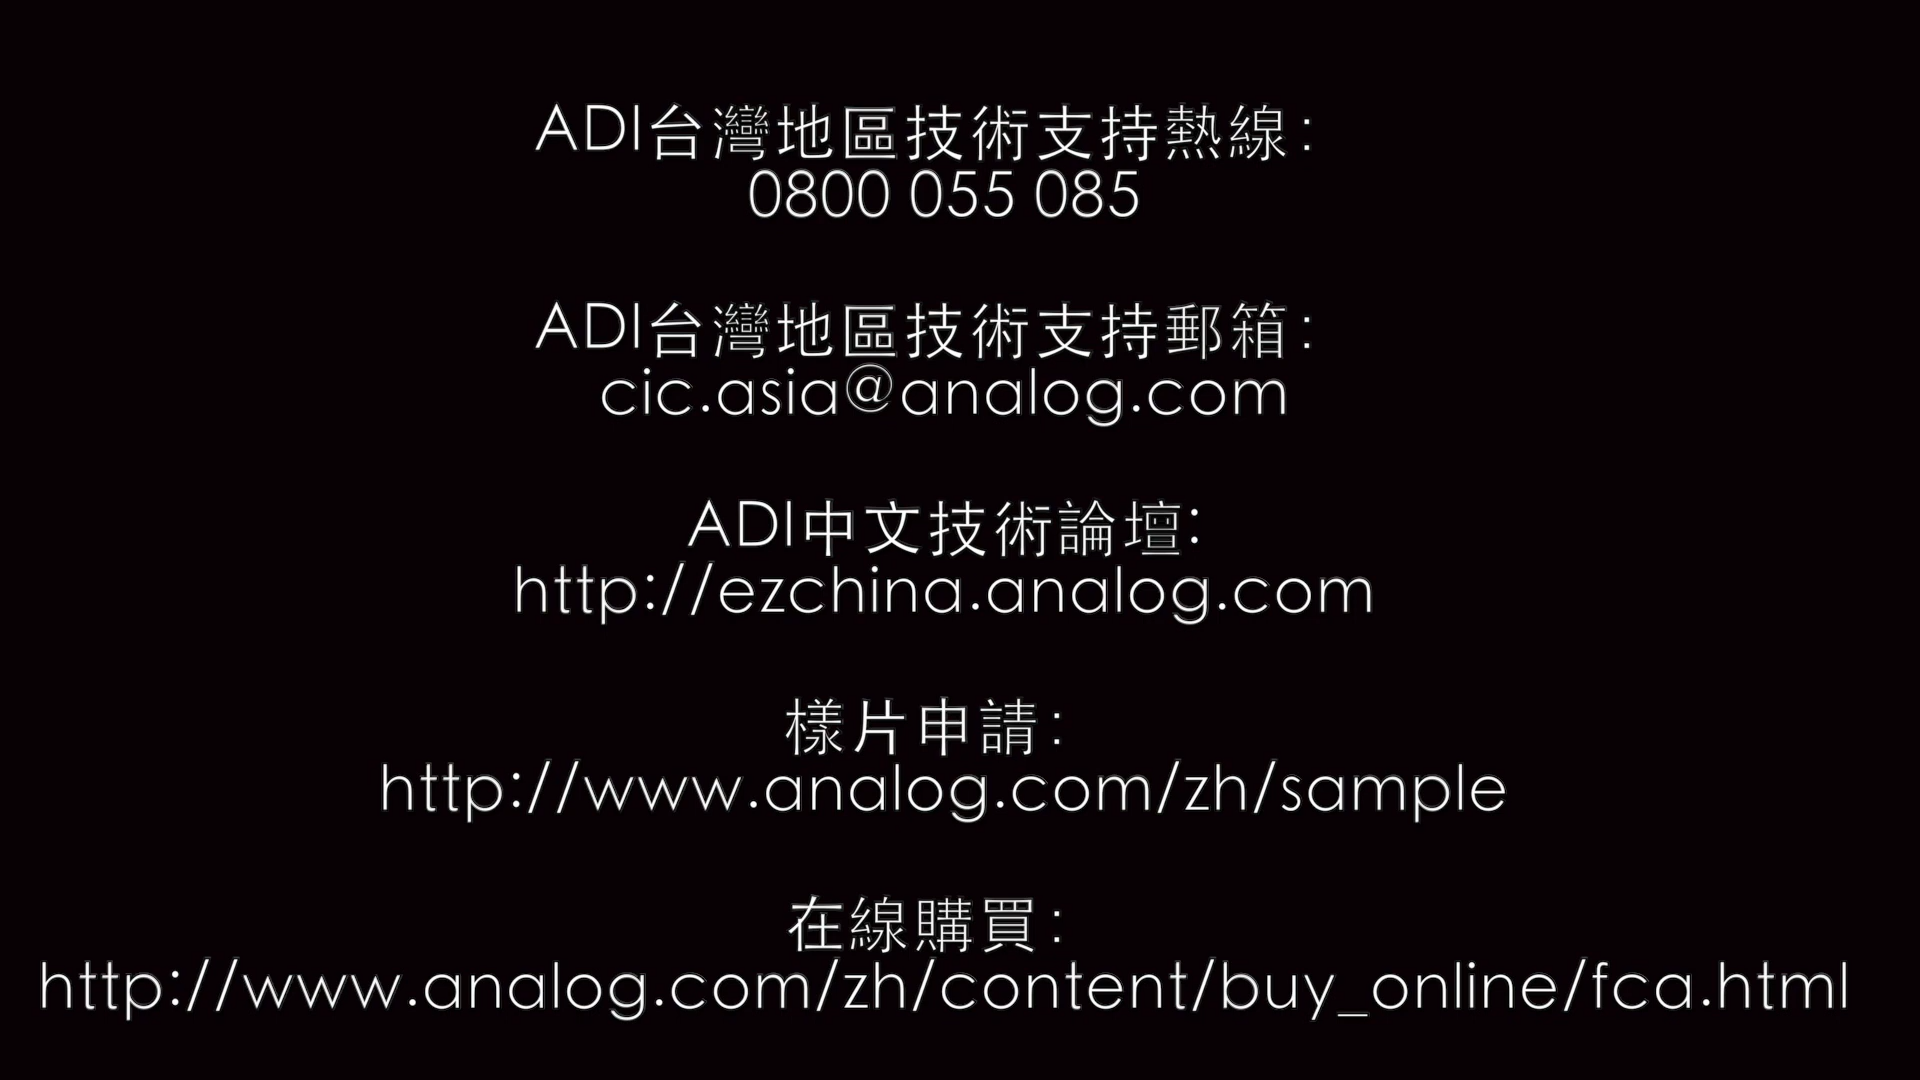 ADI台灣地區技術支持熱線：
0800 055 085
ADI台灣地區技術支持郵箱：
cic.asia@analog.com
ADI中文技術論壇:
http://ezchina.analog.com
樣片申請：
http://www.analog.com/zh/sample
在線購買：
http://www.analog.com/zh/content/buy_online/fca.html